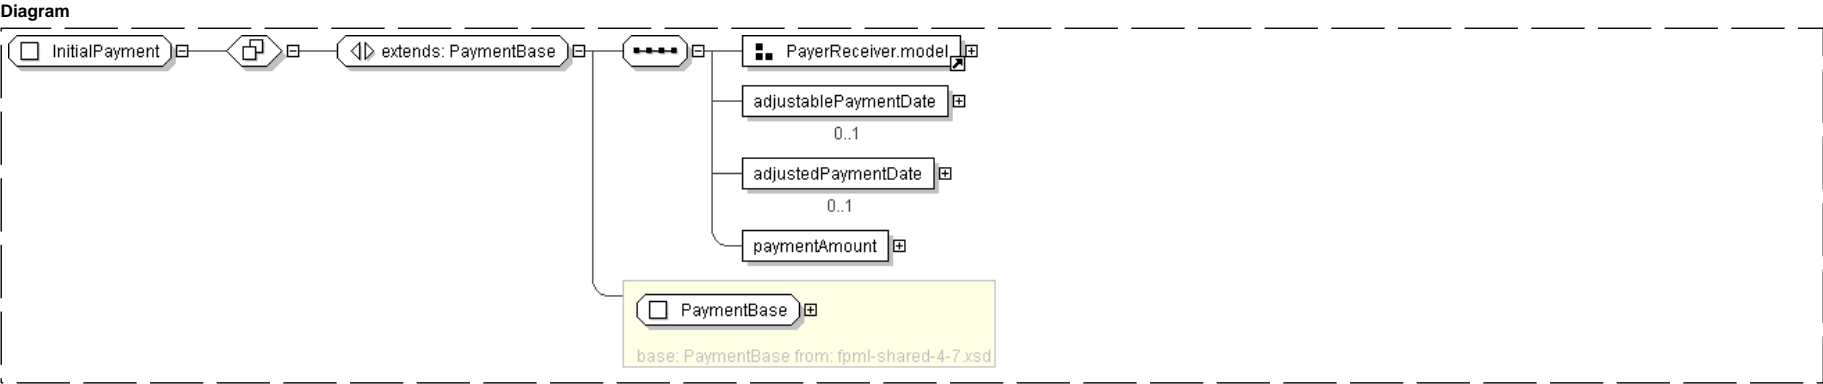 Diagram
InitialPayment
extends: PaymentBase
PayerReceiver.model
adjustablePaymentDate
0..1
adjustedPaymentDate
0..1
paymentAmount
PaymentBase
base: PaymentBase from: fpml-shared-4-7.xsd